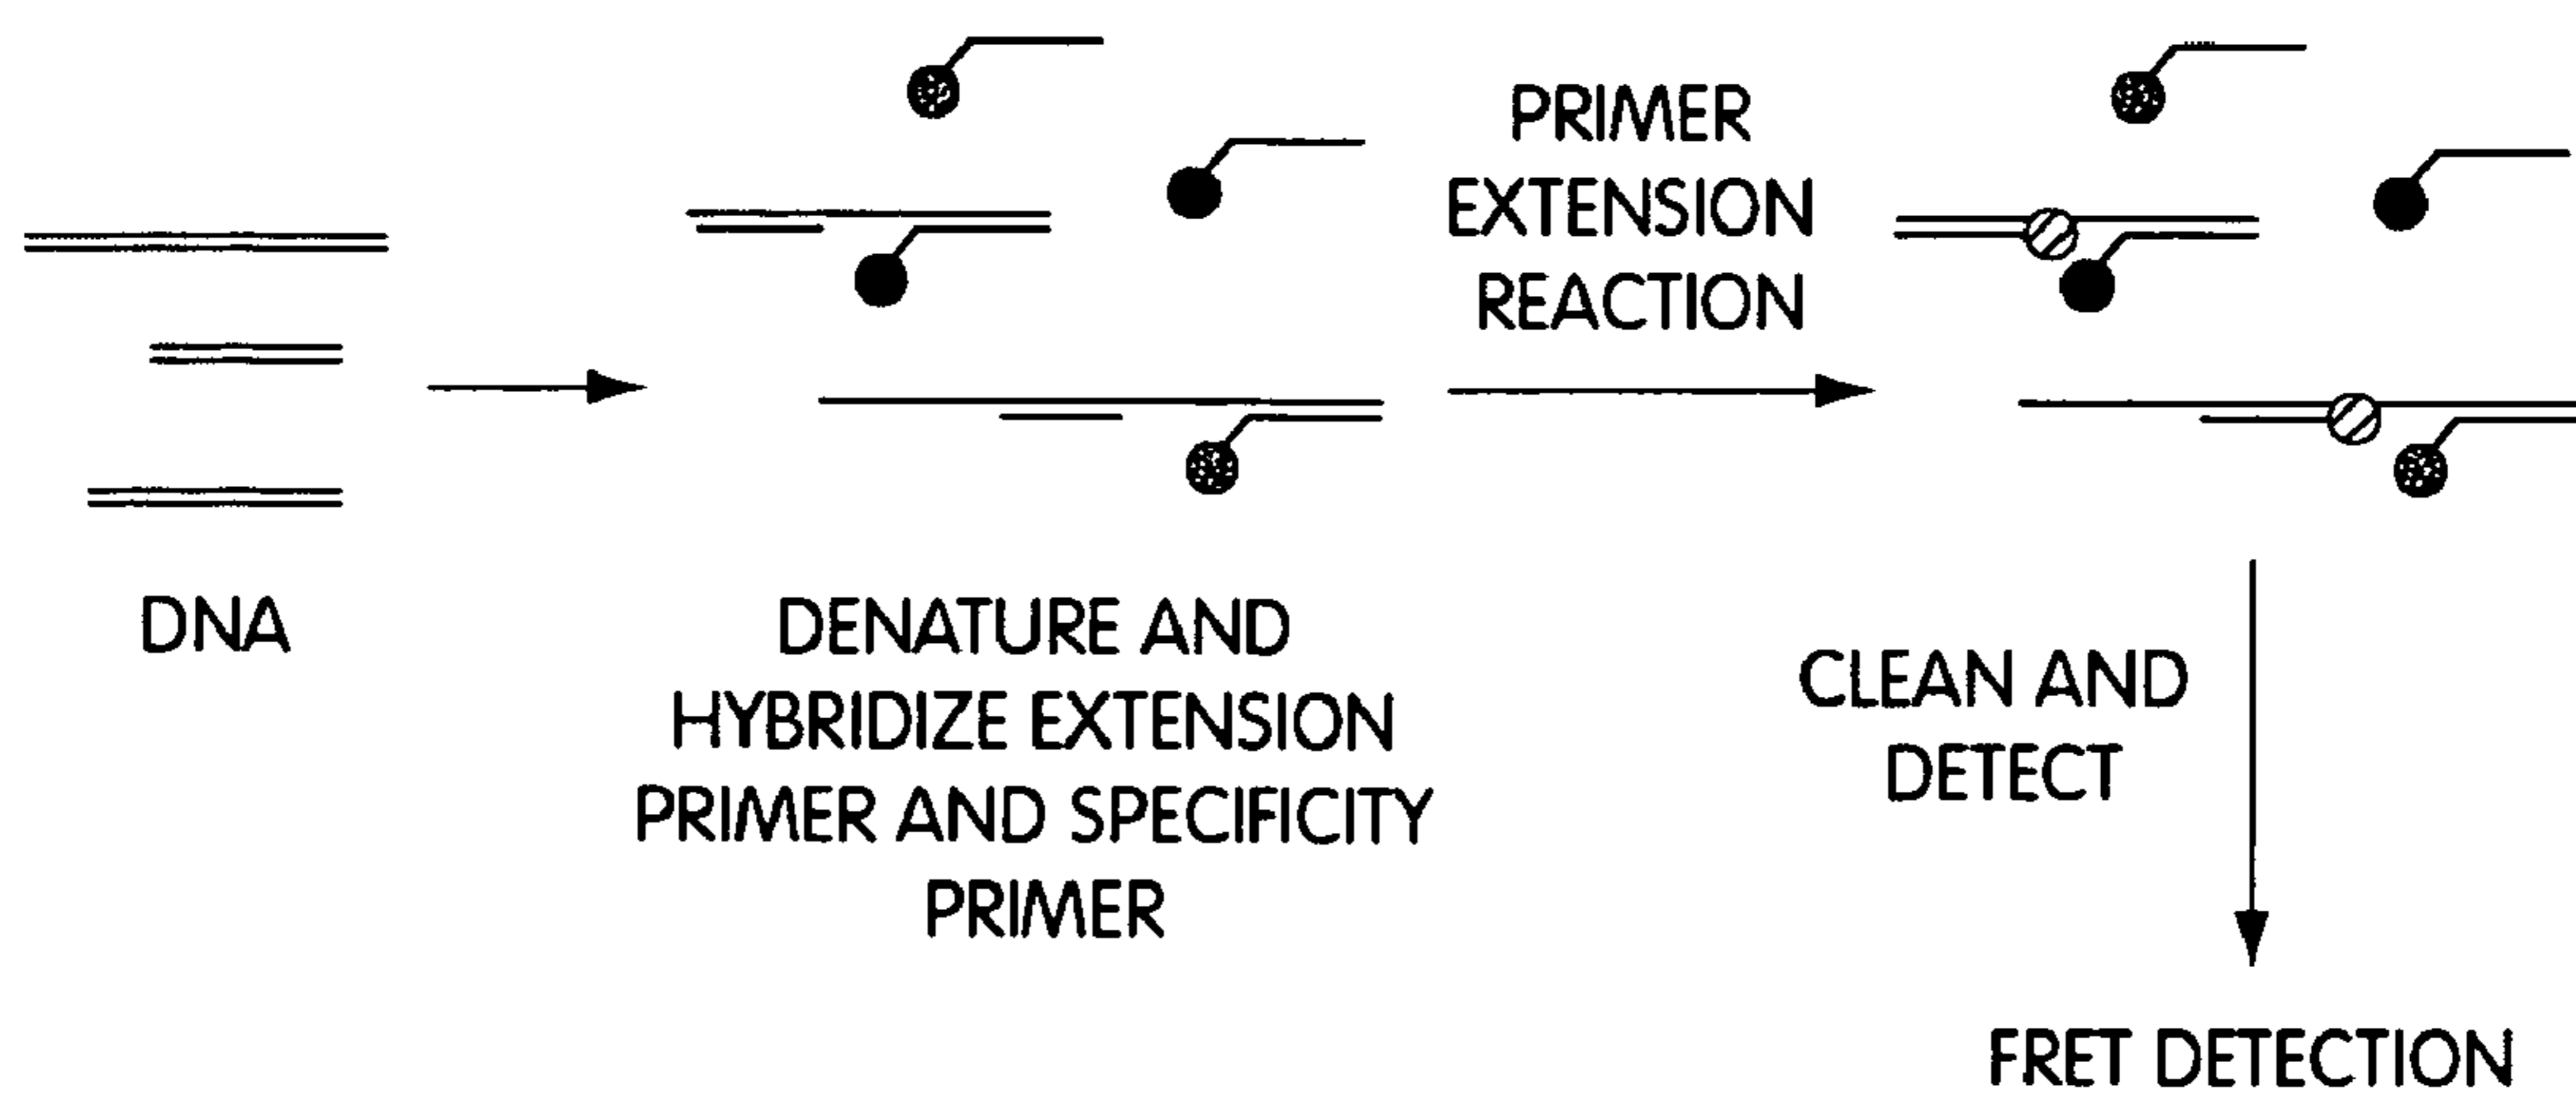 DNA
DENATURE AND
HYBRIDIZE EXTENSION
PRIMER AND SPECIFICITY
PRIMER
PRIMER
EXTENSION
REACTION
CLEAN AND
DETECT
FRET DETECTION